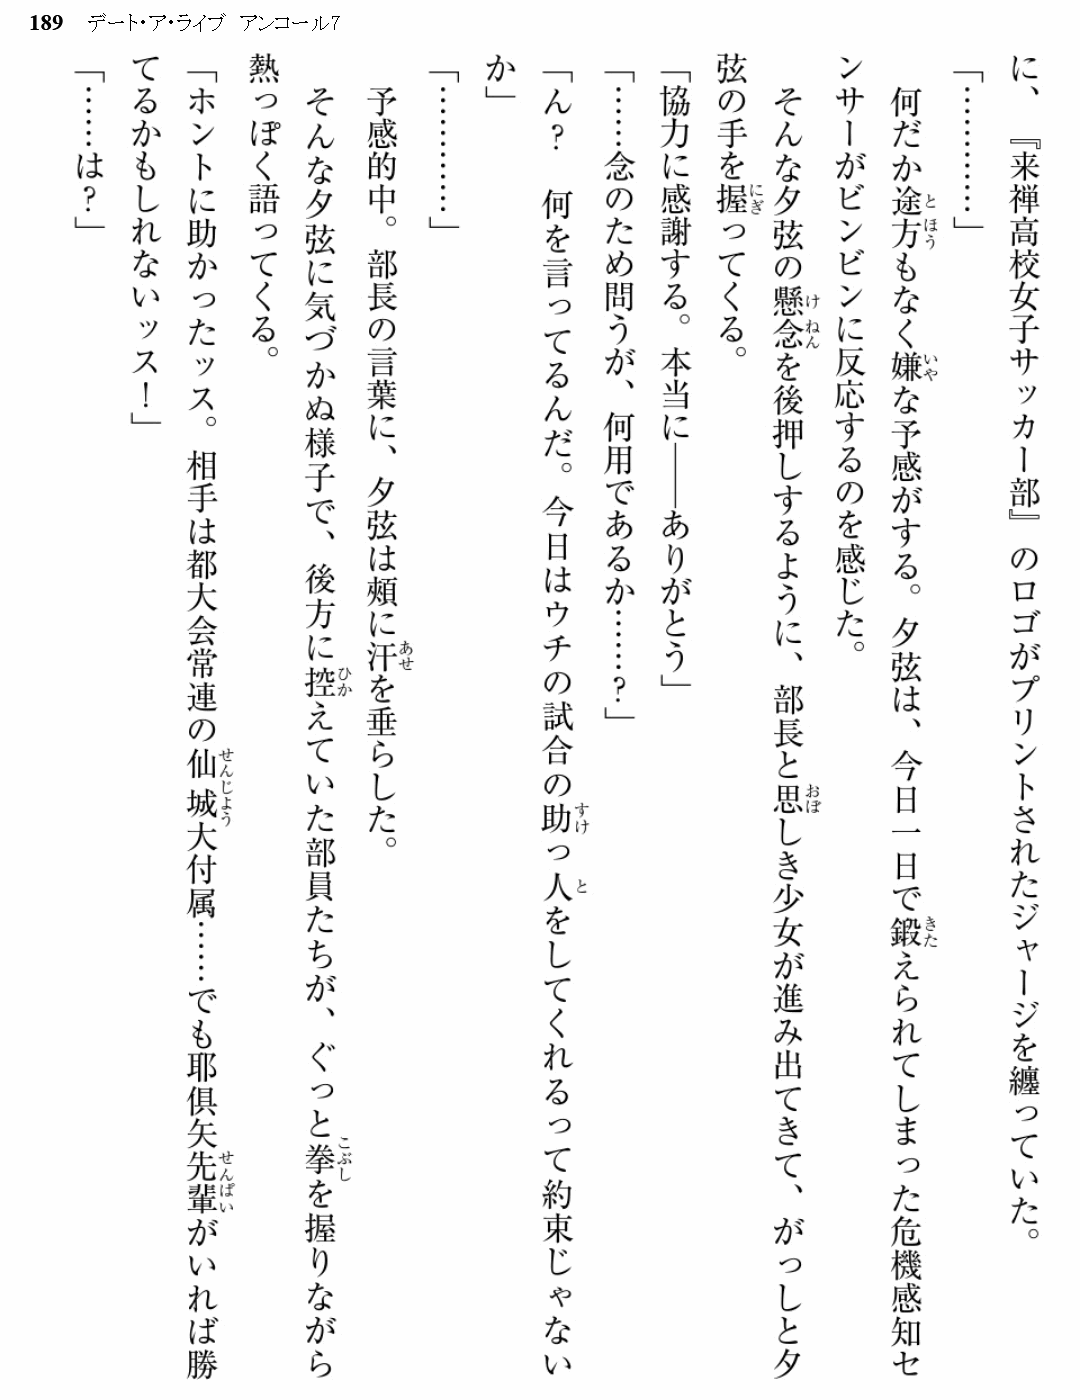 189 デート・ア・ライブ アンコール7
に、『来禅高校女子サッカー部』のロゴがプリントされたジャージを纏っていた。
「…………」
何だか途方もなく嫌な予感がする。夕弦は、今日一日で鍛えられてしまった危機感知セ
ンサーがビンビンに反応するのを感じた。
そんな夕弦の懸念を後押しするように、部長と思しき少女が進み出てきて、がっしと夕
弦の手を握ってくる。
「協力に感謝する。本当に――ありがとう」
「……念のため問うが、何用であるか……?」
「ん? 何を言ってるんだ。今日はウチの試合の助っ人をしてくれるって約束じゃない
か」
「…………」
予感的中。部長の言葉に、夕弦は頬に汗を垂らした。
そんな夕弦に気づかぬ様子で、後方に控えていた部員たちが、ぐっと拳を握りながら
熱っぽく語ってくる。
「ホントに助かったッス。相手は都大会常連の仙城大付属……でも耶倶矢先輩がいれば勝
てるかもしれないッス!」
「……は?」